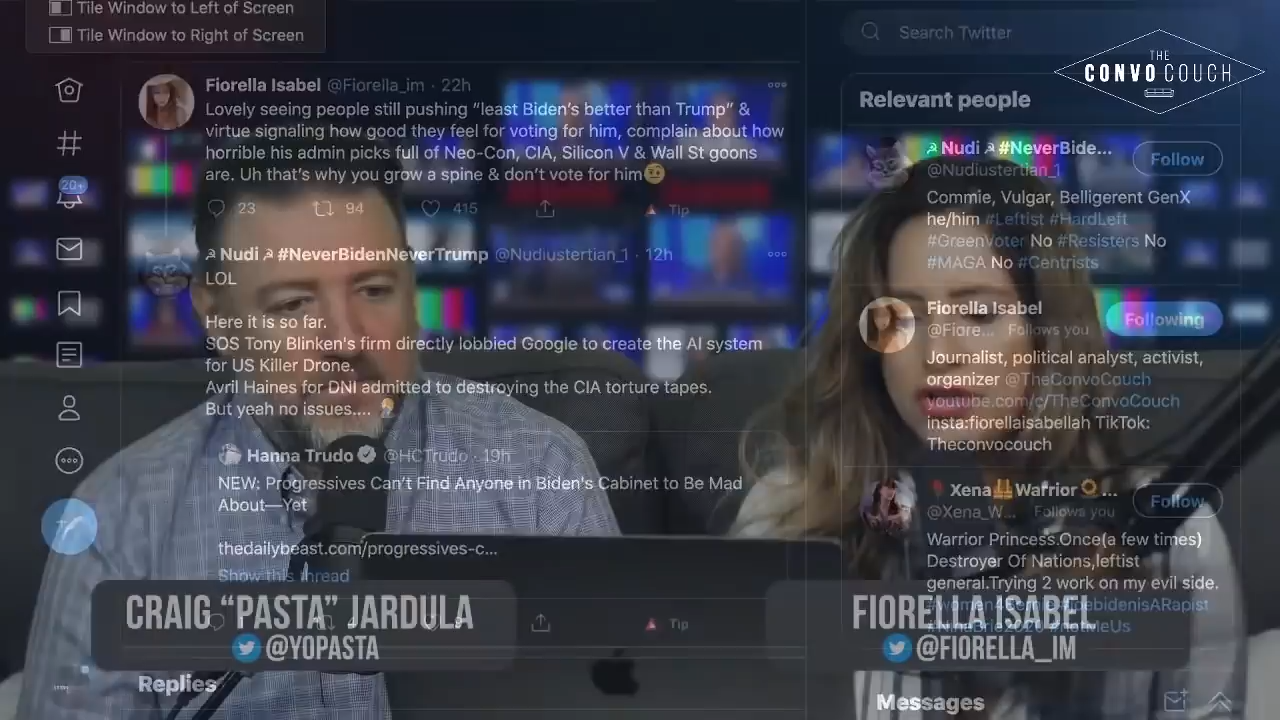 Tile Window to Left of Screen
Tile Window to Right of Screen
Search Twitter
THE
CONVO COUCH
Fiorella Isabel @Fiorella_im · 22h
Lovely seeing people still pushing “least Biden’s better than Trump” &
virtue signaling how good they feel for voting for him, complain about how
horrible his admin picks full of Neo-Con, CIA, Silicon V & Wall St goons
are. Uh that’s why you grow a spine & don’t vote for him
23 94 415 Tip
20+
Nudi #NeverBidenNeverTrump @Nudiustertian_1 · 12h
LOL
Here it is so far.
SOS Tony Blinken's firm directly lobbied Google to create the AI system
for US Killer Drone.
Avril Haines for DNI admitted to destroying the CIA torture tapes.
But yeah no issues....
Hanna Trudo @HCTrudo · 19h
NEW: Progressives Can’t Find Anyone in Biden’s Cabinet to Be Mad
About—Yet
thedailybeast.com/progressives-c...
Show this thread
Tip
Replies
Relevant people
Nudi #NeverBide...
@Nudiustertian_1
Follow
Commie, Vulgar, Belligerent GenX
he/him #Leftist #HardLeft
#GreenVoter No #Resisters No
#MAGA No #Centrists
Fiorella Isabel
@Fiore... Follows you
Following
Journalist, political analyst, activist,
organizer @TheConvoCouch
youtube.com/c/TheConvoCouch
insta:fiorellaisabellah TikTok:
Theconvocouch
Xena Warrior ...
@Xena_W... Follows you
Follow
Warrior Princess.Once(a few times)
Destroyer Of Nations,leftist
general.Trying 2 work on my evil side.
#women4Bernie #joebidenisARapist
#NinaBrie2020 #notMeUs
Messages
CRAIG “PASTA” JARDULA
@YOPASTA
FIORELLA ISABEL
@FIORELLA_IM